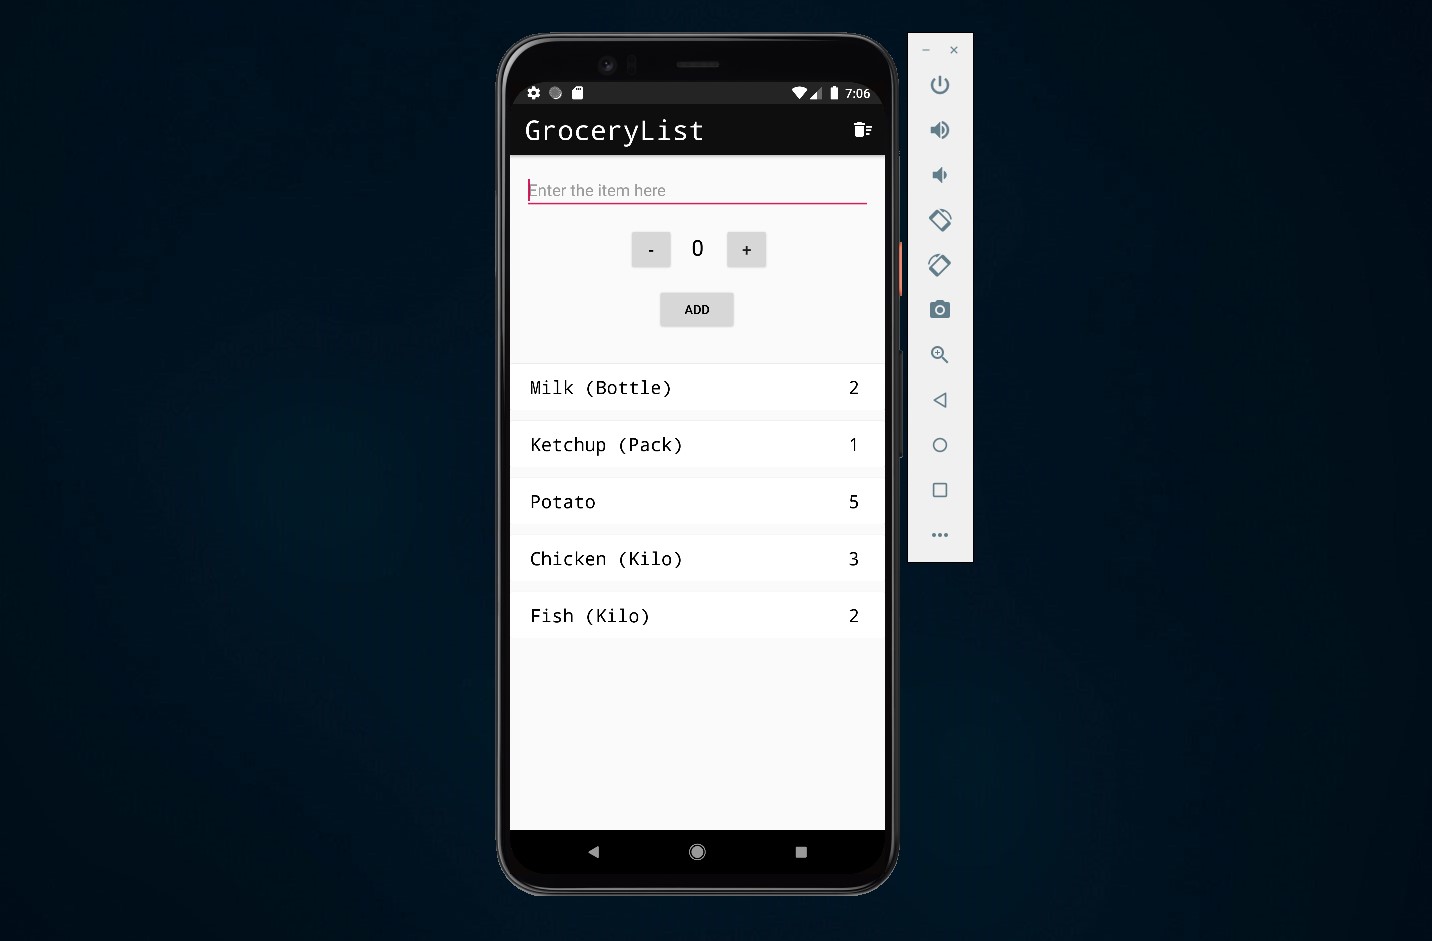 7:06
GroceryList
Enter the item here
- 0 +
ADD
Milk (Bottle) 2
Ketchup (Pack) 1
Potato 5
Chicken (Kilo) 3
Fish (Kilo) 2